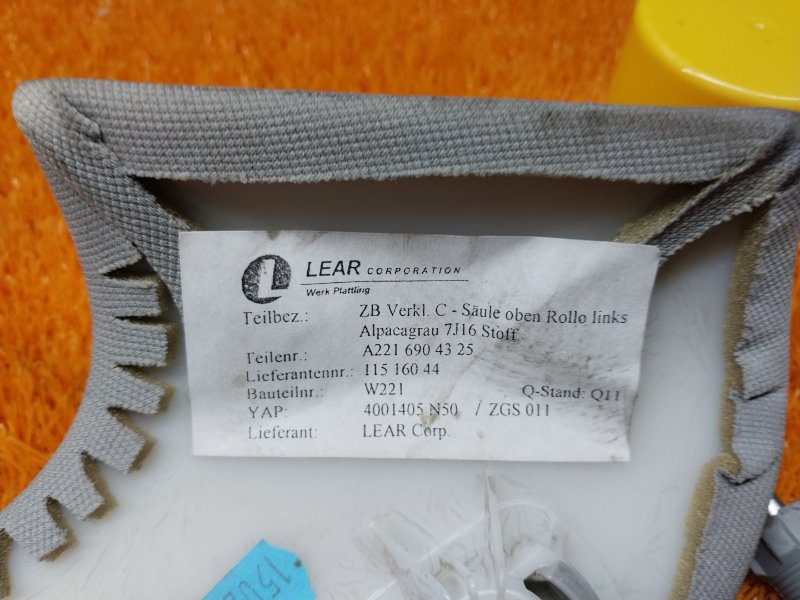 LEAR CORPORATION
Werk Plattling
Teilbez.: ZB Verkl. C - Säule oben Rollo links
Alpacagrau 7J16 Stoff
Teilenr.: A221 690 43 25
Lieferantennr.: 115 160 44
Bauteilnr.: W221 Q-Stand: Q11
YAP: 4001405 N50 / ZGS 011
Lieferant: LEAR Corp.